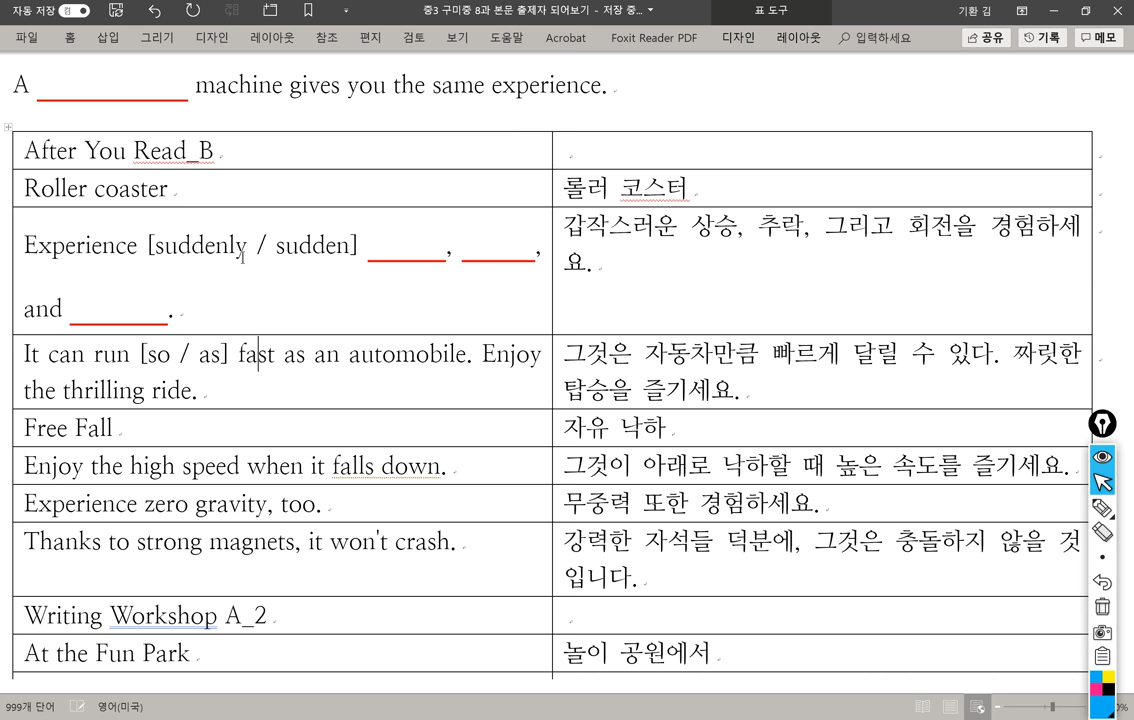 자동 저장 컴 중3 구미중 8과 본문 출제자 되어보기 - 저장 중... 표 도구 기환 김
파일 홈 삽입 그리기 디자인 레이아웃 참조 편지 검토 보기 도움말 Acrobat Foxit Reader PDF 디자인 레이아웃 입력하세요 공유 기록 메모
A machine gives you the same experience.
After You Read_B
Roller coaster 롤러 코스터
Experience [suddenly / sudden] , , 갑작스러운 상승, 추락, 그리고 회전을 경험하세
요.
and .
It can run [so / as] fast as an automobile. Enjoy 그것은 자동차만큼 빠르게 달릴 수 있다. 짜릿한
the thrilling ride. 탑승을 즐기세요.
Free Fall 자유 낙하
Enjoy the high speed when it falls down. 그것이 아래로 낙하할 때 높은 속도를 즐기세요.
Experience zero gravity, too. 무중력 또한 경험하세요.
Thanks to strong magnets, it won't crash. 강력한 자석들 덕분에, 그것은 충돌하지 않을 것
입니다.
Writing Workshop A_2
At the Fun Park 놀이 공원에서
999개 단어 영어(미국)